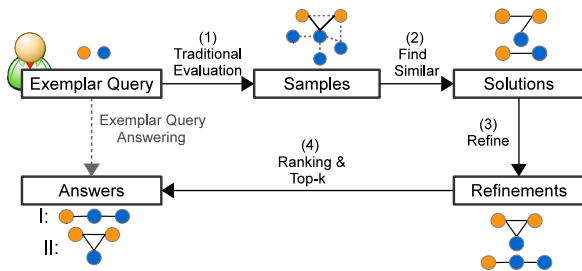 (1)
Traditional
Evaluation
(2)
Find
Similar
Exemplar Query
Samples
Solutions
Exemplar Query
Answering
(3)
Refine
(4)
Ranking &
Top-k
Answers
Refinements
I:
II: